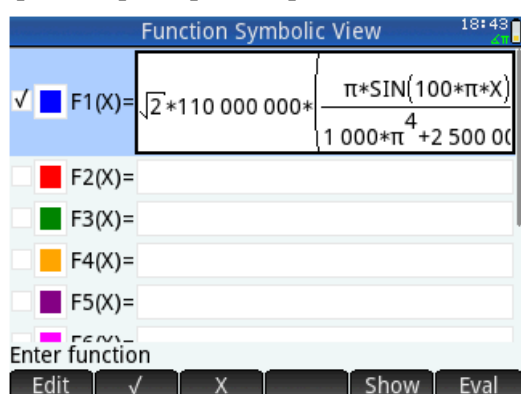 Function Symbolic View 18:43
∠π
√ F1(X)= √2*110 000 000*( π*SIN(100*π*X)
1 000*π^4+2 500 00
F2(X)=
F3(X)=
F4(X)=
F5(X)=
Enter function
Edit √ X Show Eval